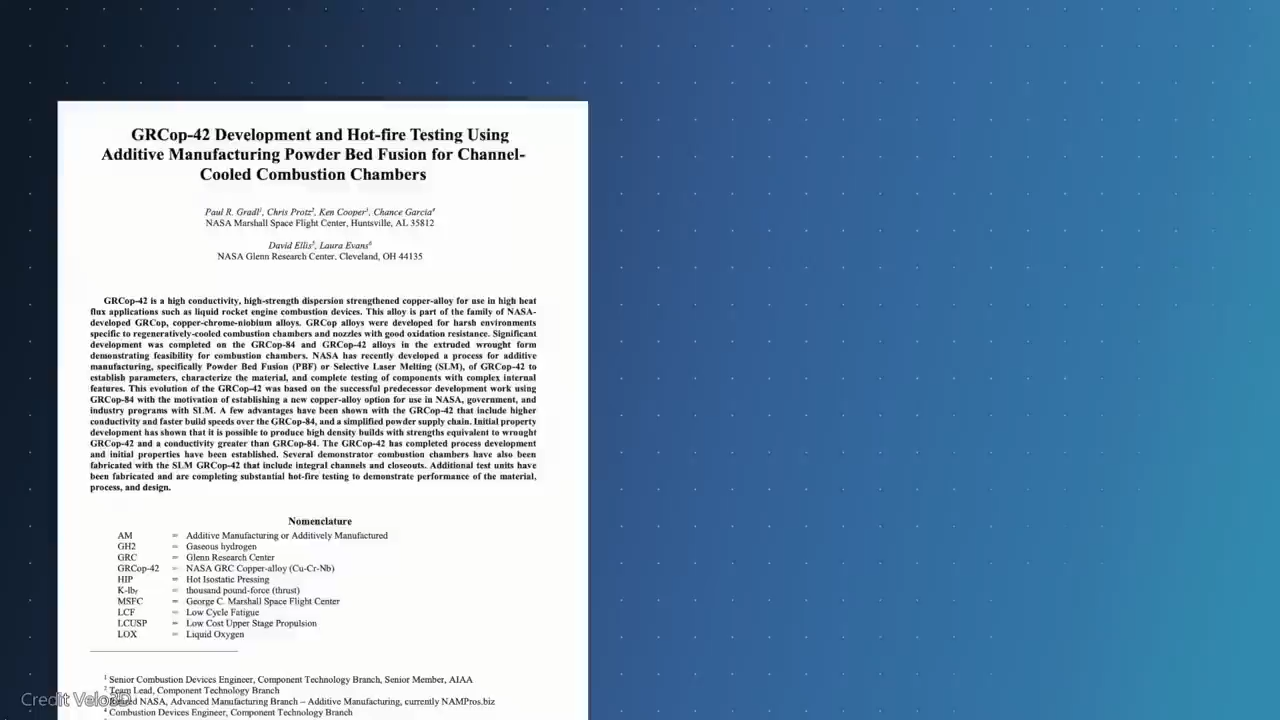 GRCop-42 Development and Hot-fire Testing Using
Additive Manufacturing Powder Bed Fusion for Channel-
Cooled Combustion Chambers
Paul R. Gradl¹, Chris Protz², Ken Cooper³, Chance Garcia⁴
NASA Marshall Space Flight Center, Huntsville, AL 35812
David Ellis⁵, Laura Evans⁶
NASA Glenn Research Center, Cleveland, OH 44135
GRCop-42 is a high conductivity, high-strength dispersion strengthened copper-alloy for use in high heat
flux applications such as liquid rocket engine combustion devices. This alloy is part of the family of NASA-
developed GRCop, copper-chrome-niobium alloys. GRCop alloys were developed for harsh environments
specific to regeneratively-cooled combustion chambers and nozzles with good oxidation resistance. Significant
development was completed on the GRCop-84 and GRCop-42 alloys in the extruded wrought form
demonstrating feasibility for combustion chambers. NASA has recently developed a process for additive
manufacturing, specifically Powder Bed Fusion (PBF) or Selective Laser Melting (SLM), of GRCop-42 to
establish parameters, characterize the material, and complete testing of components with complex internal
features. This evolution of the GRCop-42 was based on the successful predecessor development work using
GRCop-84 with the motivation of establishing a new copper-alloy option for use in NASA, government, and
industry programs with SLM. A few advantages have been shown with the GRCop-42 that include higher
conductivity and faster build speeds over the GRCop-84, and a simplified powder supply chain. Initial property
development has shown that it is possible to produce high density builds with strengths equivalent to wrought
GRCop-42 and a conductivity greater than GRCop-84. The GRCop-42 has completed process development
and initial properties have been established. Several demonstrator combustion chambers have also been
fabricated with the SLM GRCop-42 that include integral channels and closeouts. Additional test units have
been fabricated and are completing substantial hot-fire testing to demonstrate performance of the material,
process, and design.
Nomenclature
AM = Additive Manufacturing or Additively Manufactured
GH2 = Gaseous hydrogen
GRC = Glenn Research Center
GRCop-42 = NASA GRC Copper-alloy (Cu-Cr-Nb)
HIP = Hot Isostatic Pressing
K-lbf = thousand pound-force (thrust)
MSFC = George C. Marshall Space Flight Center
LCF = Low Cycle Fatigue
LCUSP = Low Cost Upper Stage Propulsion
LOX = Liquid Oxygen
¹ Senior Combustion Devices Engineer, Component Technology Branch, Senior Member, AIAA
² Team Lead, Component Technology Branch
NASA, Advanced Manufacturing Branch – Additive Manufacturing, currently NAMPros.biz
⁴ Combustion Devices Engineer, Component Technology Branch
Credit Velo3D